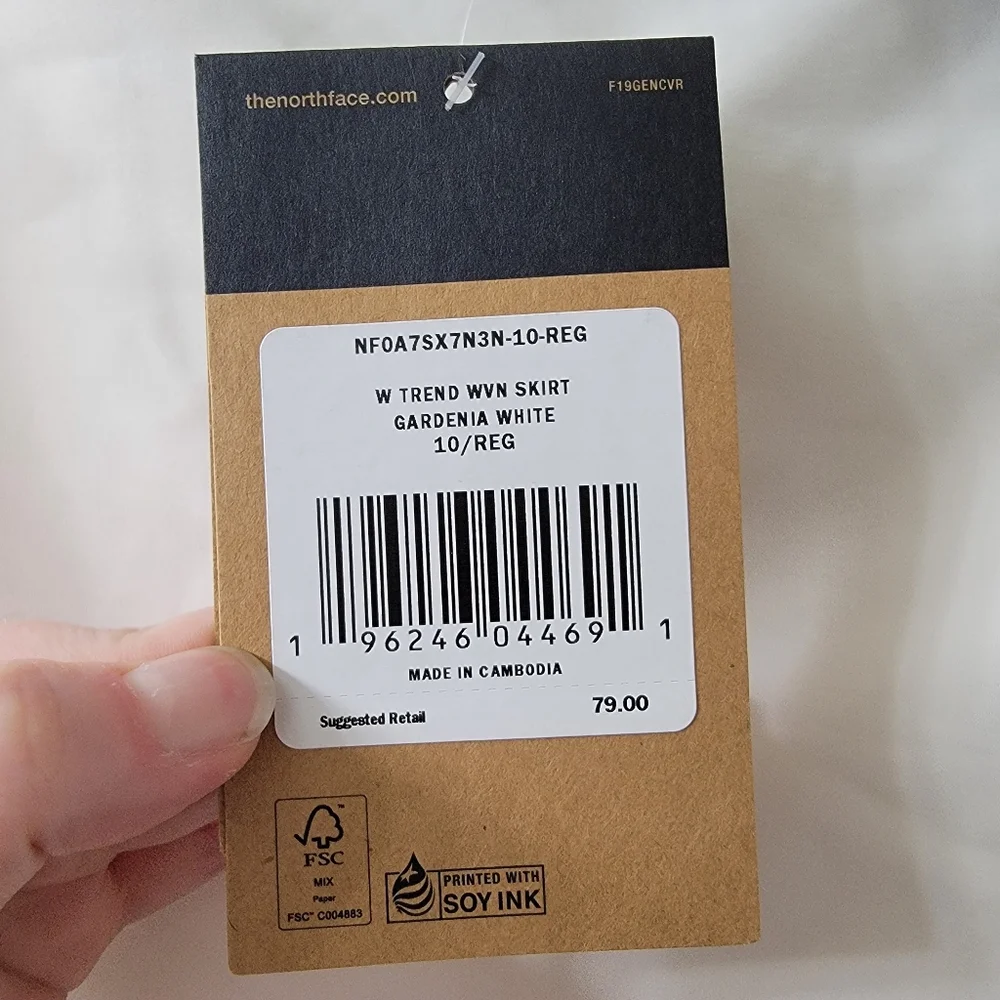 thenorthface.com
F19GENCVR
NF0A7SX7N3N-10-REG
W TREND WVN SKIRT
GARDENIA WHITE
10/REG
1 96246 04469 1
MADE IN CAMBODIA
Suggested Retail 79.00
FSC
MIX
Paper
FSC™ C004883
PRINTED WITH
SOY INK